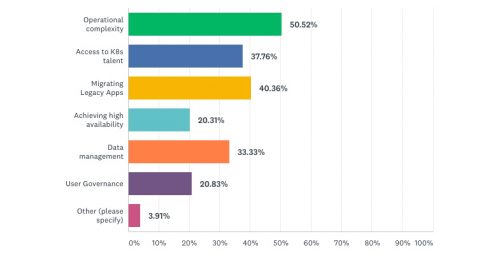 Operational
complexity
50.52%
Access to K8s
talent
37.76%
Migrating
Legacy Apps
40.36%
Achieving high
availability
20.31%
Data
management
33.33%
User Governance
20.83%
Other (please
specify)
3.91%
0% 10% 20% 30% 40% 50% 60% 70% 80% 90% 100%